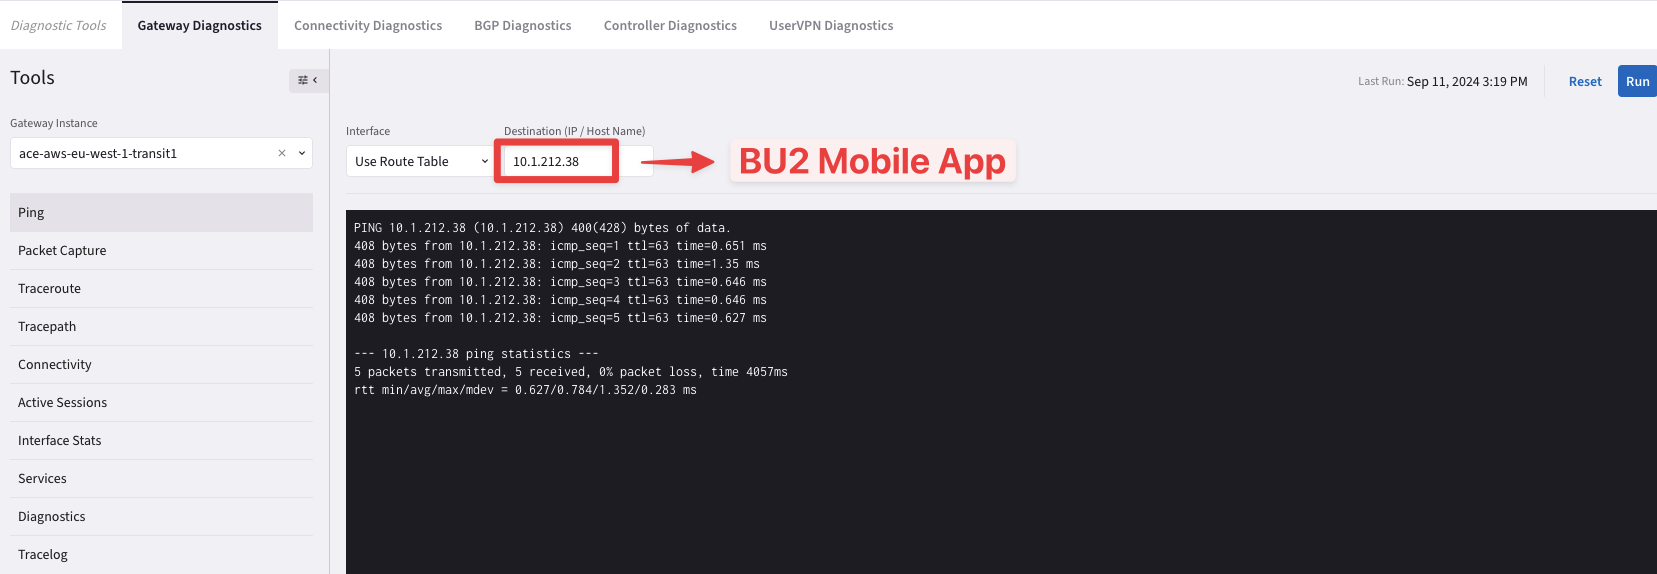 Diagnostic Tools Gateway Diagnostics Connectivity Diagnostics BGP Diagnostics Controller Diagnostics UserVPN Diagnostics
Tools
Last Run: Sep 11, 2024 3:19 PM Reset Run
Gateway Instance
ace-aws-eu-west-1-transit1
Interface Destination (IP / Host Name)
Use Route Table 10.1.212.38 BU2 Mobile App
Ping
Packet Capture
Traceroute
Tracepath
Connectivity
Active Sessions
Interface Stats
Services
Diagnostics
Tracelog
PING 10.1.212.38 (10.1.212.38) 400(428) bytes of data.
408 bytes from 10.1.212.38: icmp_seq=1 ttl=63 time=0.651 ms
408 bytes from 10.1.212.38: icmp_seq=2 ttl=63 time=1.35 ms
408 bytes from 10.1.212.38: icmp_seq=3 ttl=63 time=0.646 ms
408 bytes from 10.1.212.38: icmp_seq=4 ttl=63 time=0.646 ms
408 bytes from 10.1.212.38: icmp_seq=5 ttl=63 time=0.627 ms
--- 10.1.212.38 ping statistics ---
5 packets transmitted, 5 received, 0% packet loss, time 4057ms
rtt min/avg/max/mdev = 0.627/0.784/1.352/0.283 ms